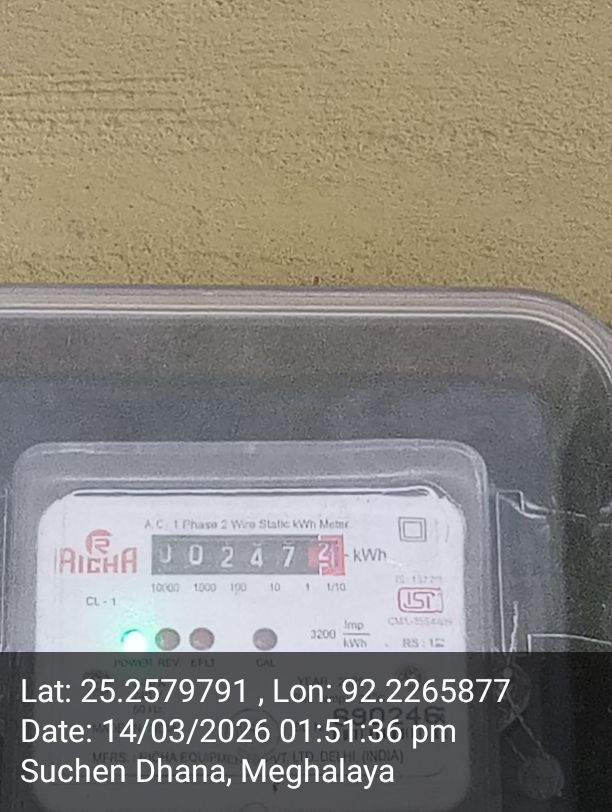 A.C. 1 Phase 2 Wire Static kWh Meter
RICHA
0 0 2 4 7 2 - kWh
10000 1000 100 10 1 1/10
CL - 1
ISI
3200 Imp/kWh
POWER REV. EFLT CAL
Lat: 25.2579791 , Lon: 92.2265877
Date: 14/03/2026 01:51:36 pm
Suchen Dhana, Meghalaya